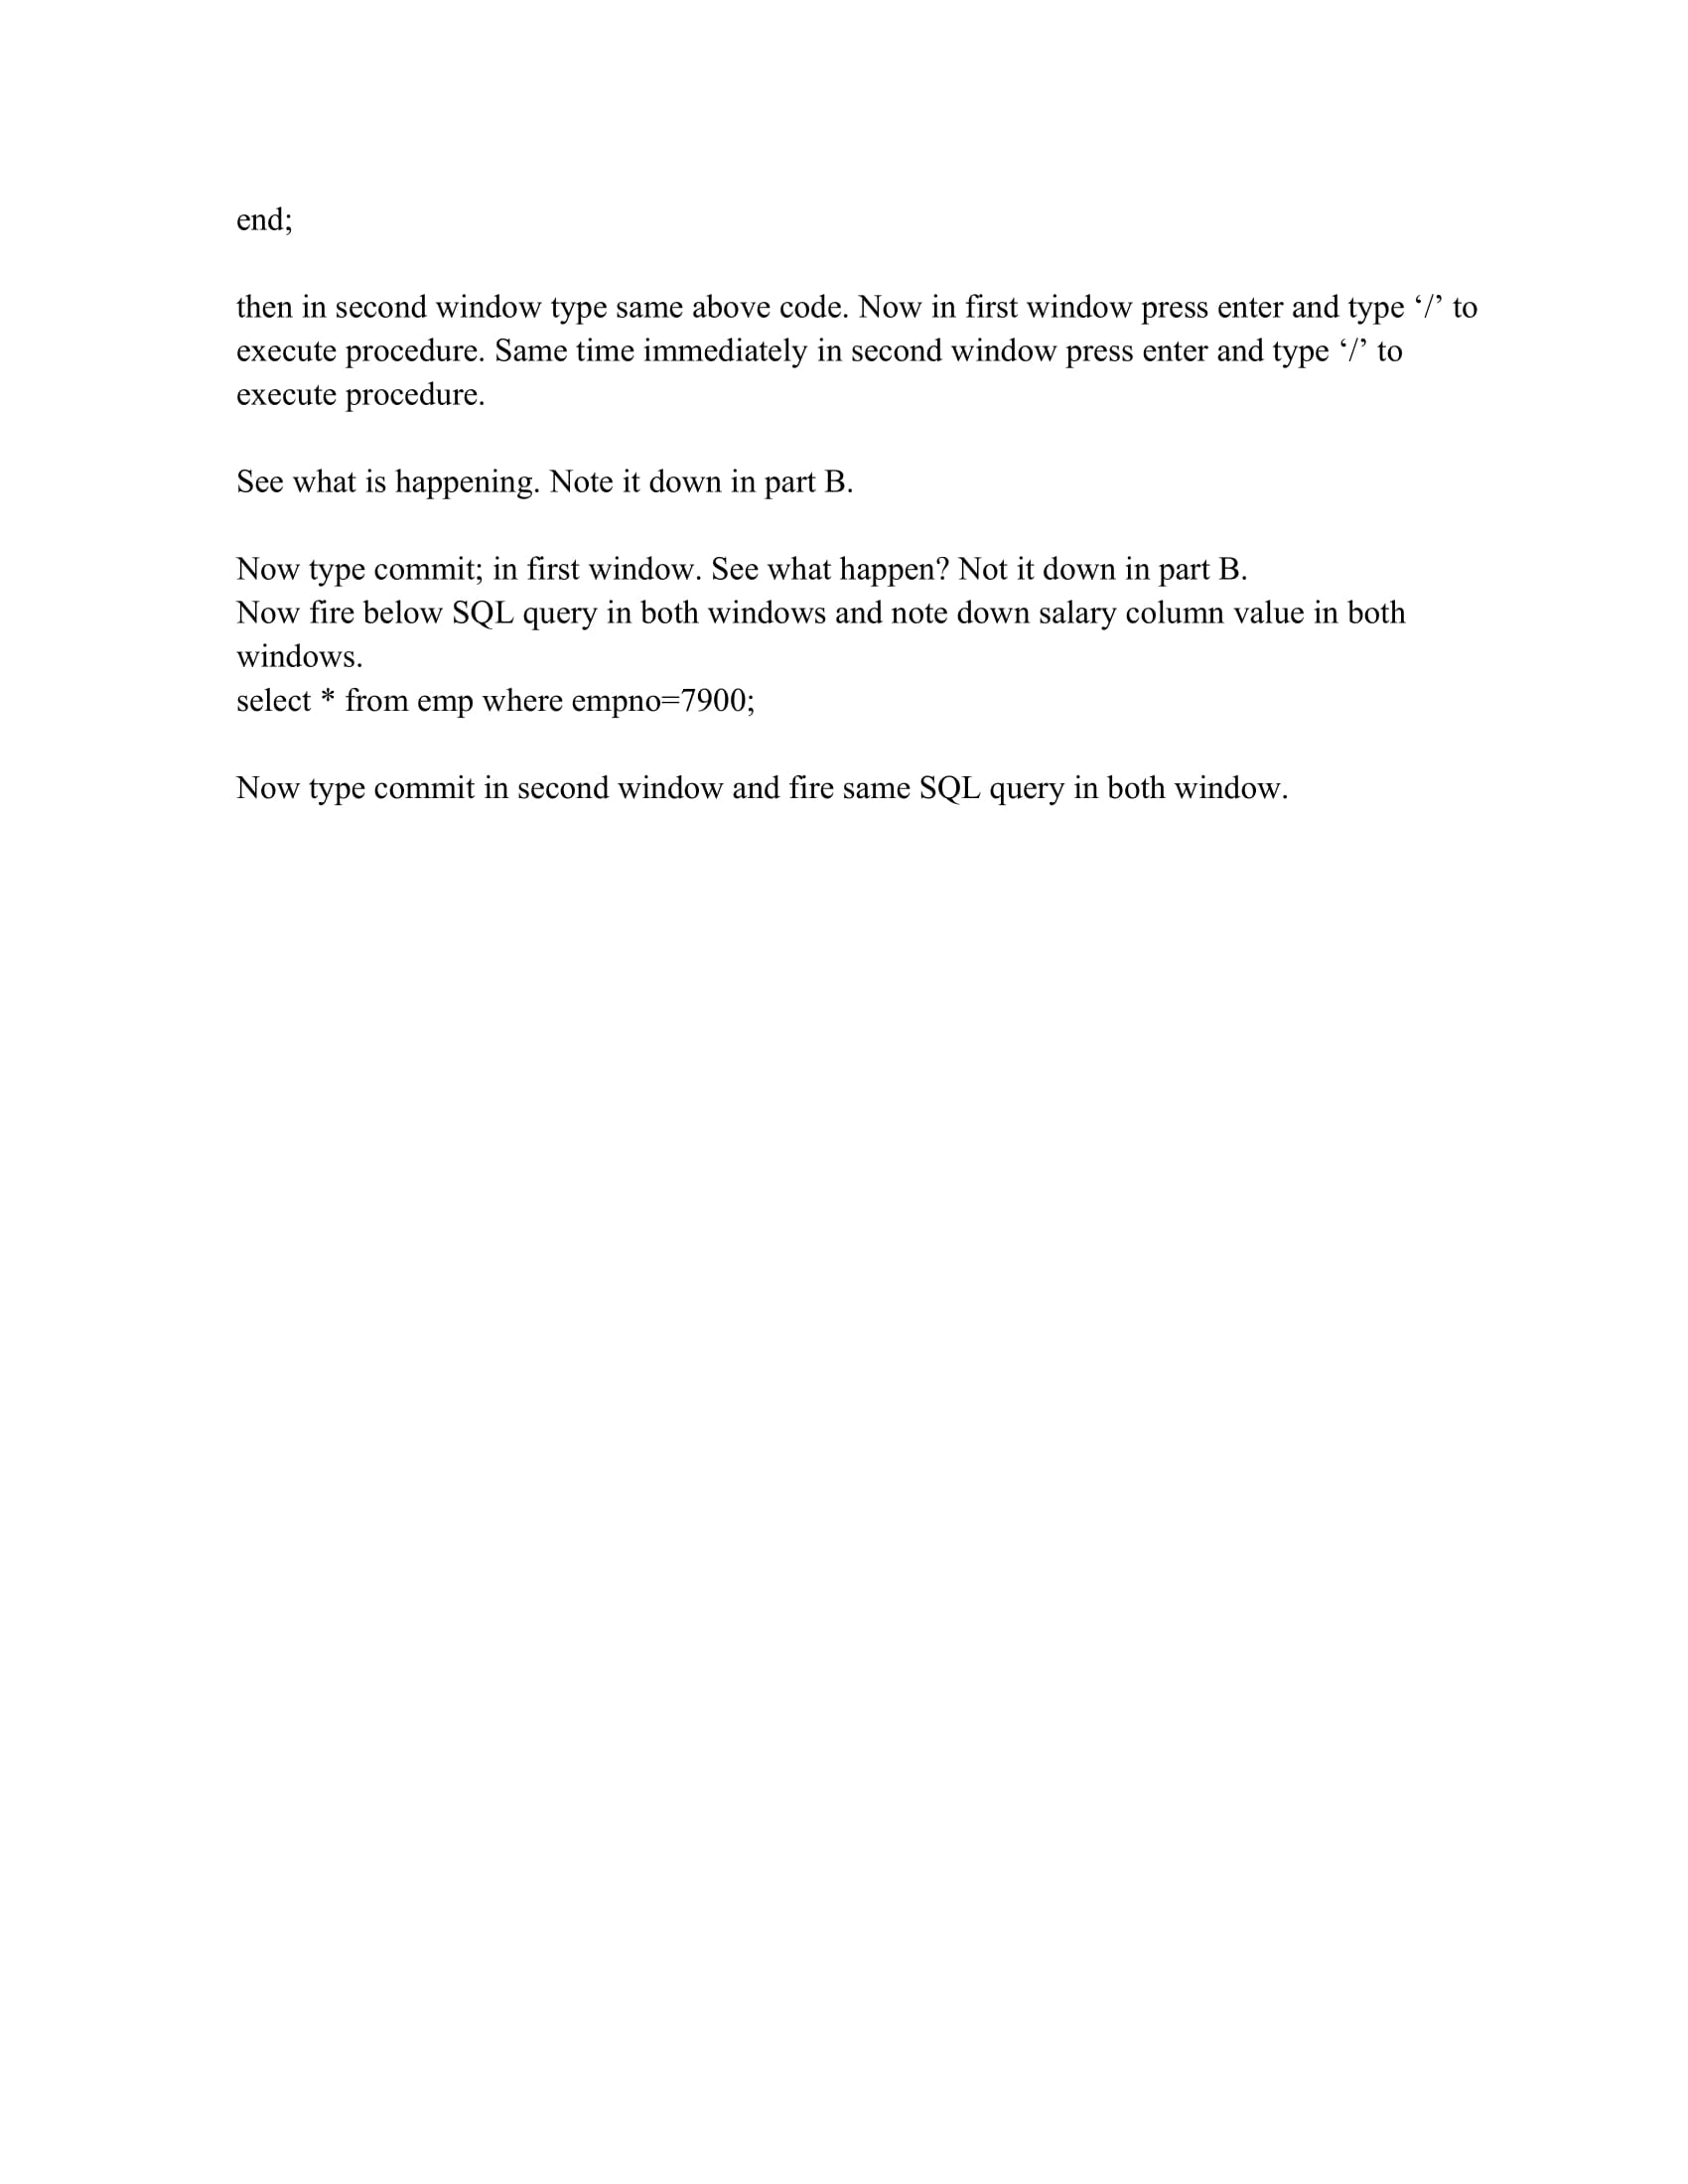 end;
then in second window type same above code. Now in first window press enter and type ‘/’ to
execute procedure. Same time immediately in second window press enter and type ‘/’ to
execute procedure.
See what is happening. Note it down in part B.
Now type commit; in first window. See what happen? Not it down in part B.
Now fire below SQL query in both windows and note down salary column value in both
windows.
select * from emp where empno=7900;
Now type commit in second window and fire same SQL query in both window.